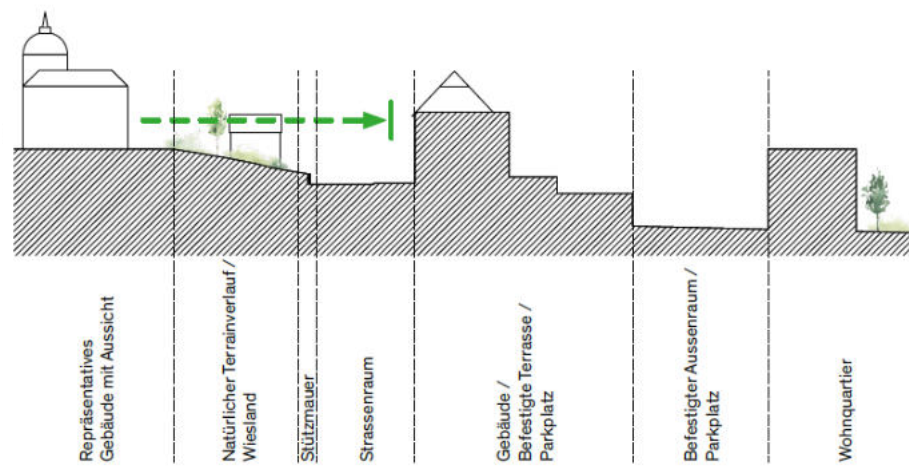 Repräsentatives
Gebäude mit Aussicht
Natürlicher Terrainverlauf /
Wiesland
Stützmauer
Strassenraum
Gebäude /
Befestigte Terrasse /
Parkplatz
Befestigter Aussenraum /
Parkplatz
Wohnquartier